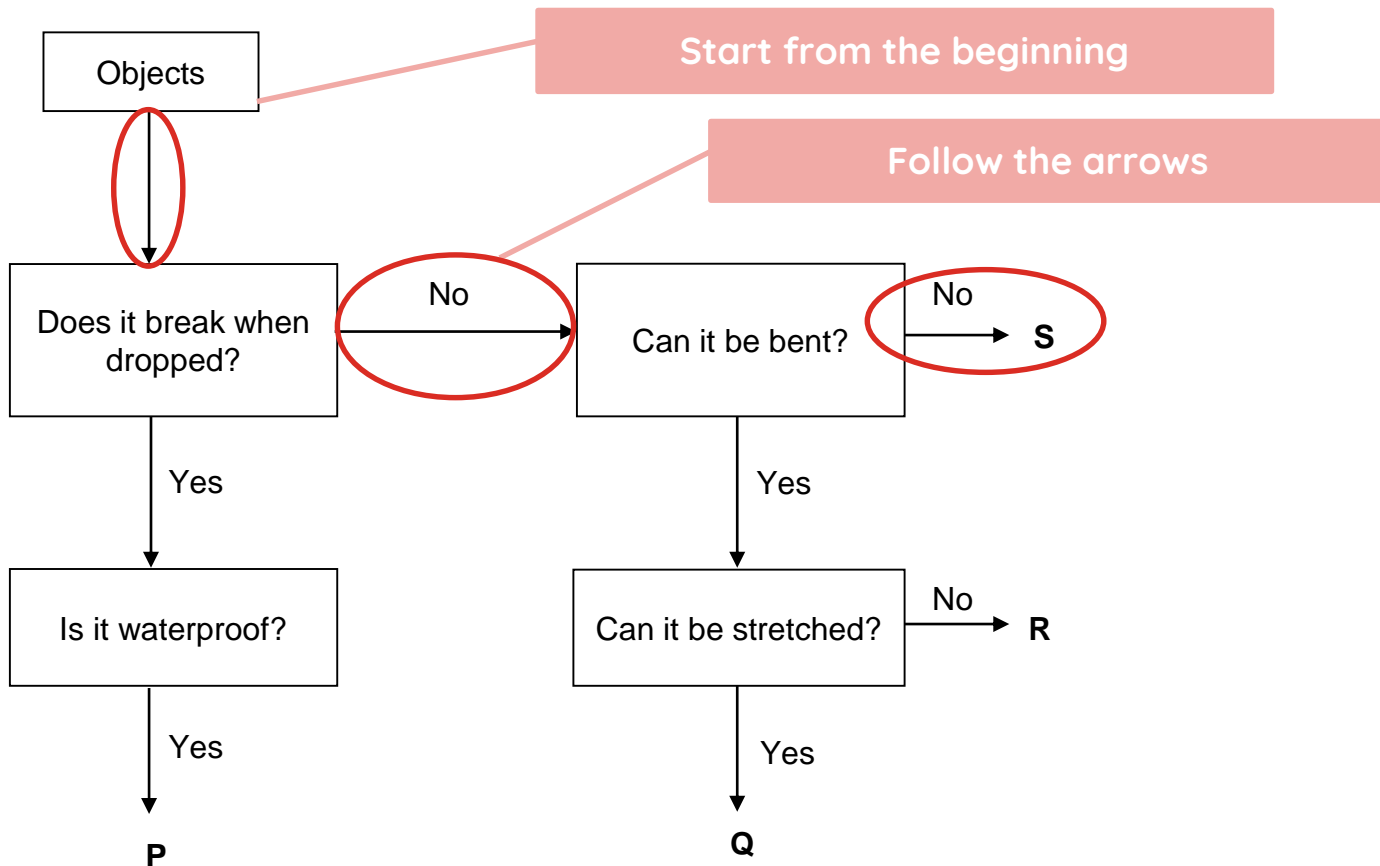 Start from the beginning
Objects
Follow the arrows
No
No
Does it break when
dropped?
Can it be bent?
S
Yes
Yes
Is it waterproof?
Can it be stretched?
No
R
Yes
Yes
P
Q